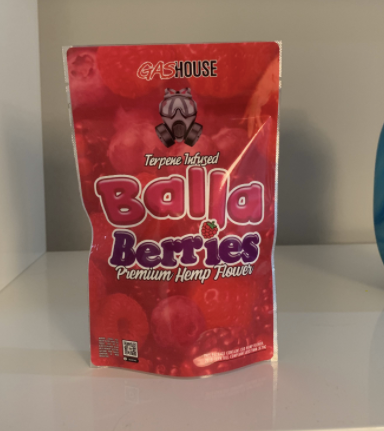 GASHOUSE
Terpene Infused
Balla
Berries
Premium Hemp Flower